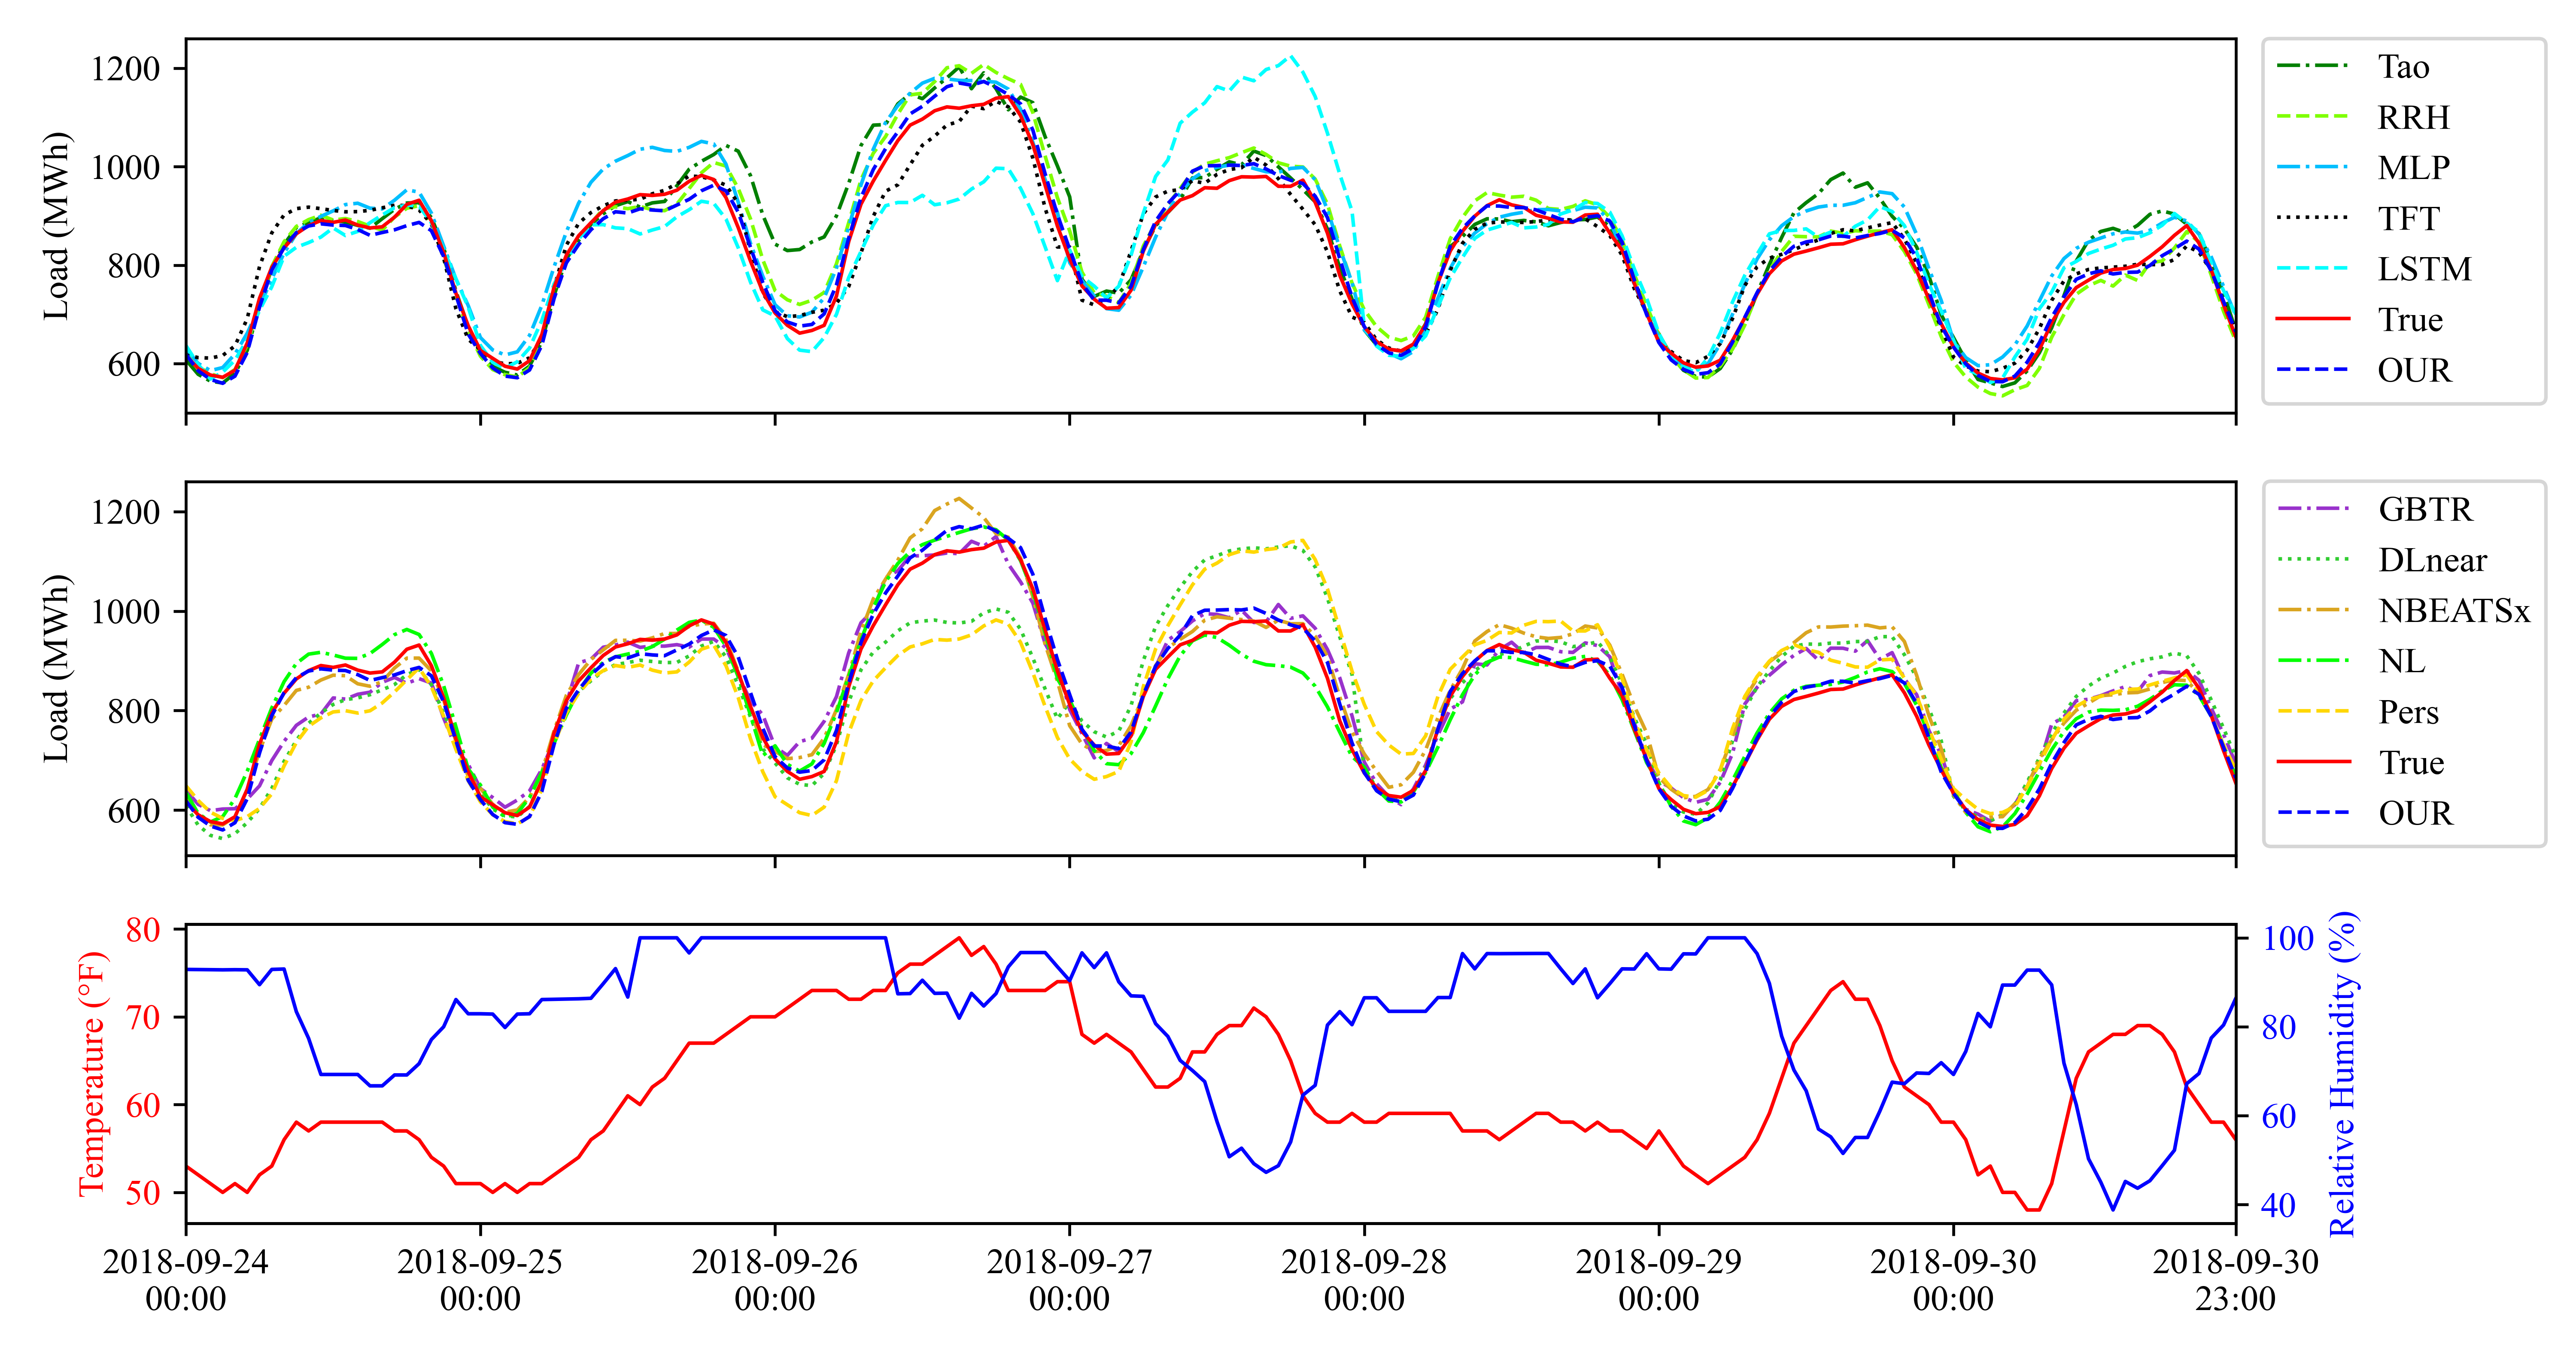 1200
1000
800
600
Load (MWh)
Tao
RRH
MLP
TFT
LSTM
True
OUR
1200
1000
800
600
Load (MWh)
GBTR
DLnear
NBEATSx
NL
Pers
True
OUR
80
70
60
50
Temperature (°F)
100
80
60
40
Relative Humidity (%)
2018-09-24 2018-09-25 2018-09-26 2018-09-27 2018-09-28 2018-09-29 2018-09-30 2018-09-30
00:00 00:00 00:00 00:00 00:00 00:00 00:00 23:00